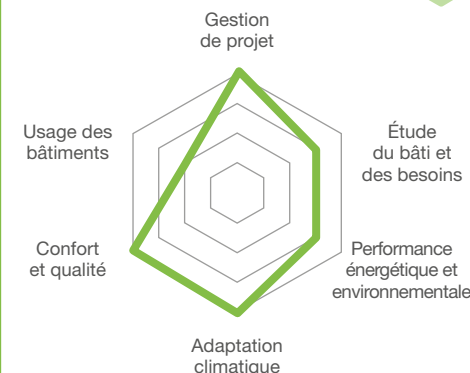 Gestion
de projet
Usage des
bâtiments
Étude
du bâti et
des besoins
Confort
et qualité
Performance
énergétique et
environnementale
Adaptation
climatique